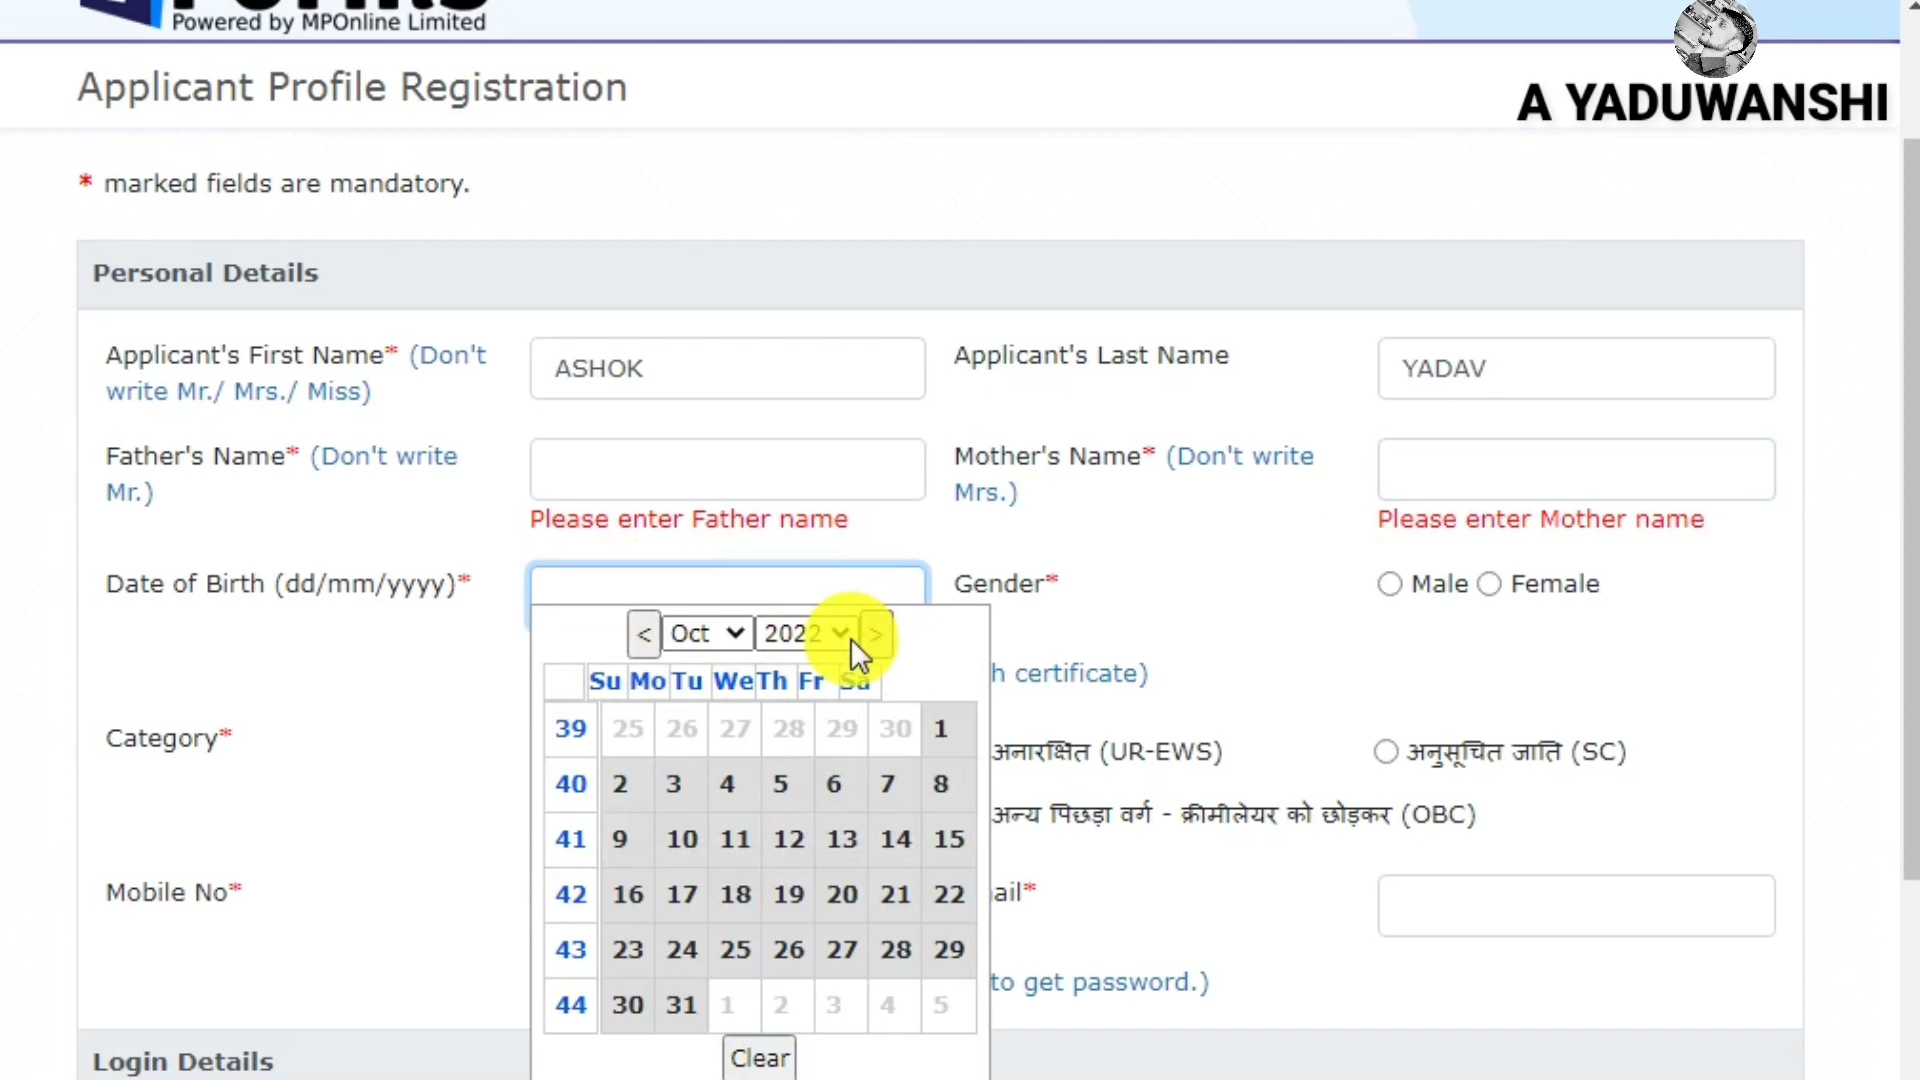 Powered by MPOnline Limited
A YADUWANSHI
Applicant Profile Registration
* marked fields are mandatory.
Personal Details
Applicant's First Name* (Don't
write Mr./ Mrs./ Miss)
ASHOK
Applicant's Last Name
YADAV
Father's Name* (Don't write
Mr.)
Please enter Father name
Mother's Name* (Don't write
Mrs.)
Please enter Mother name
Date of Birth (dd/mm/yyyy)*
Gender*
Male Female
< Oct 2022 >
Su Mo Tu We Th Fr Sa
39 25 26 27 28 29 30 1
40 2 3 4 5 6 7 8
41 9 10 11 12 13 14 15
42 16 17 18 19 20 21 22
43 23 24 25 26 27 28 29
44 30 31 1 2 3 4 5
Clear
certificate)
Category*
अनारक्षित (UR-EWS)
अनुसूचित जाति (SC)
अन्य पिछड़ा वर्ग - क्रीमीलेयर को छोड़कर (OBC)
Mobile No*
ail*
to get password.)
Login Details